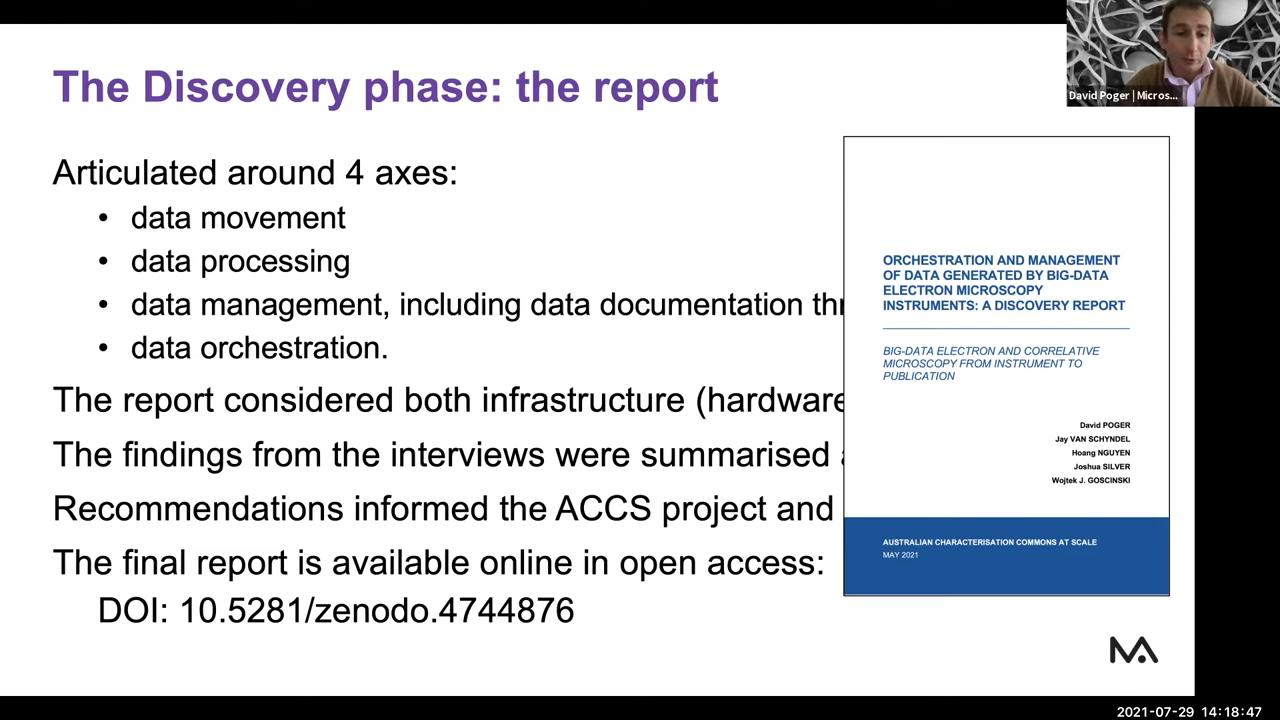 The Discovery phase: the report
David Poger | Micros...
Articulated around 4 axes:
• data movement
• data processing
• data management, including data documentation
• data orchestration.
The report considered both infrastructure (hardware
The findings from the interviews were summarised
Recommendations informed the ACCS project and
The final report is available online in open access:
DOI: 10.5281/zenodo.4744876
ORCHESTRATION AND MANAGEMENT
OF DATA GENERATED BY BIG-DATA
ELECTRON MICROSCOPY
INSTRUMENTS: A DISCOVERY REPORT
BIG-DATA ELECTRON AND CORRELATIVE
MICROSCOPY FROM INSTRUMENT TO
PUBLICATION
David POGER
Jay VAN SCHYNDEL
Hoang NGUYEN
Joshua SILVER
Wojtek J. GOSCINSKI
AUSTRALIAN CHARACTERISATION COMMONS AT SCALE
MAY 2021
2021-07-29 14:18:47